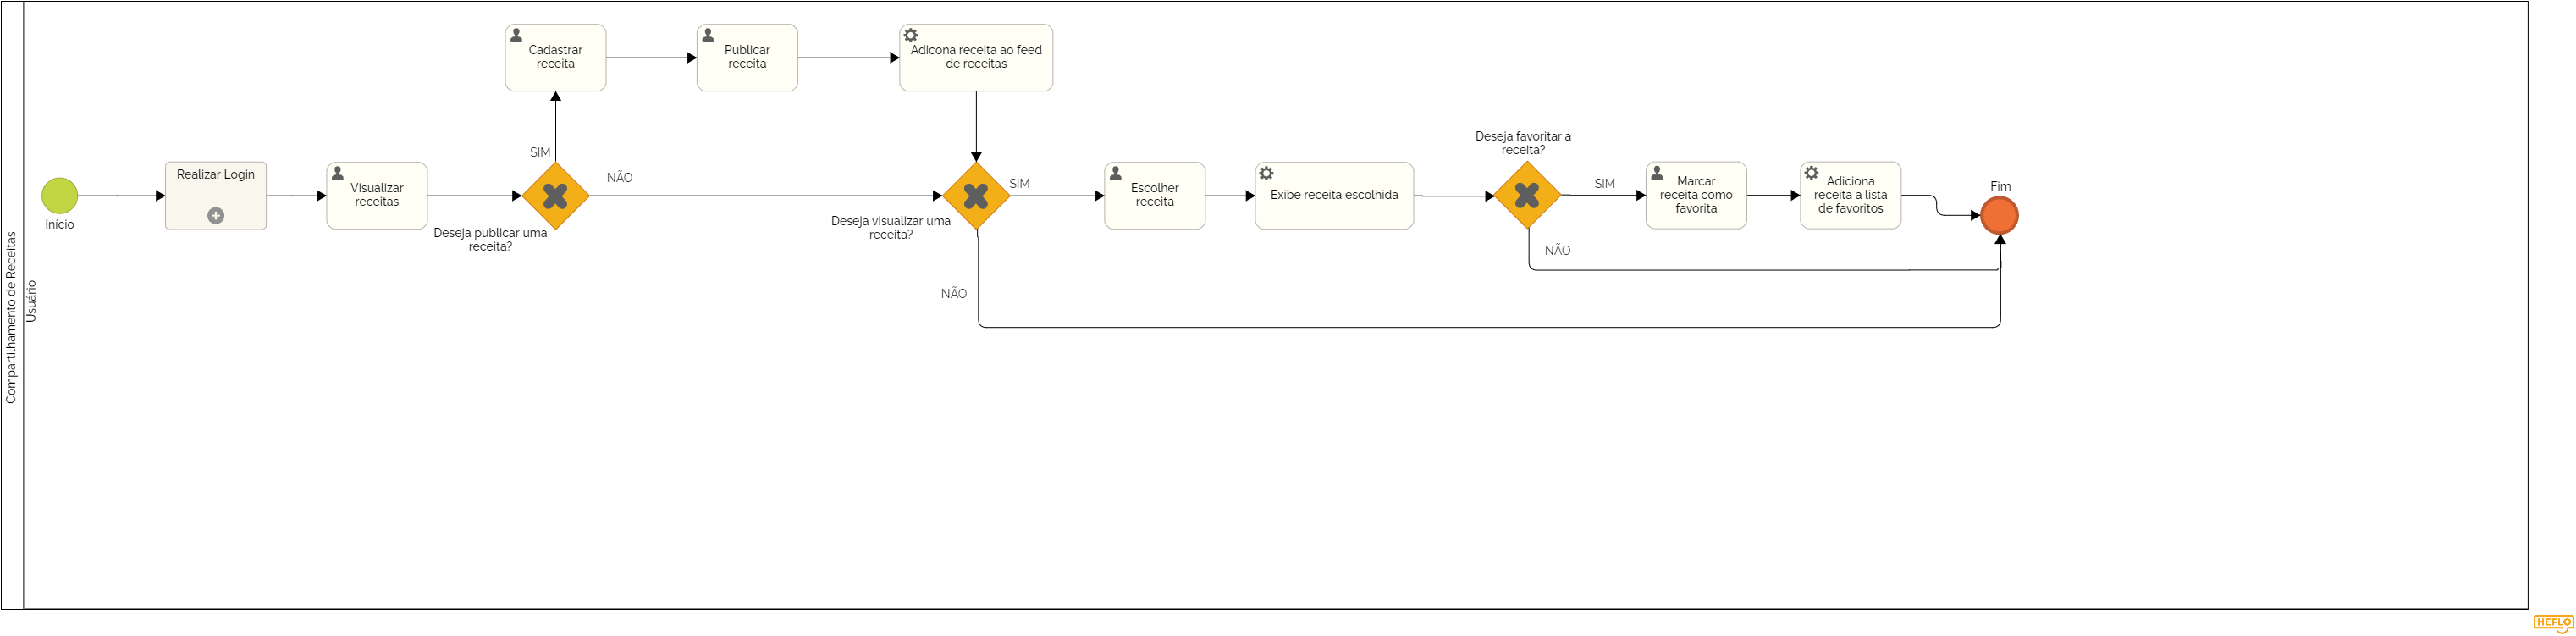 Compartilhamento de Receitas
Usuário
Início
Realizar Login
Visualizar
receitas
Deseja publicar uma
receita?
SIM
NÃO
Cadastrar
receita
Publicar
receita
Adicona receita ao feed
de receitas
Deseja visualizar uma
receita?
SIM
NÃO
Escolher
receita
Exibe receita escolhida
Deseja favoritar a
receita?
SIM
NÃO
Marcar
receita como
favorita
Adiciona
receita a lista
de favoritos
Fim
HEFLO